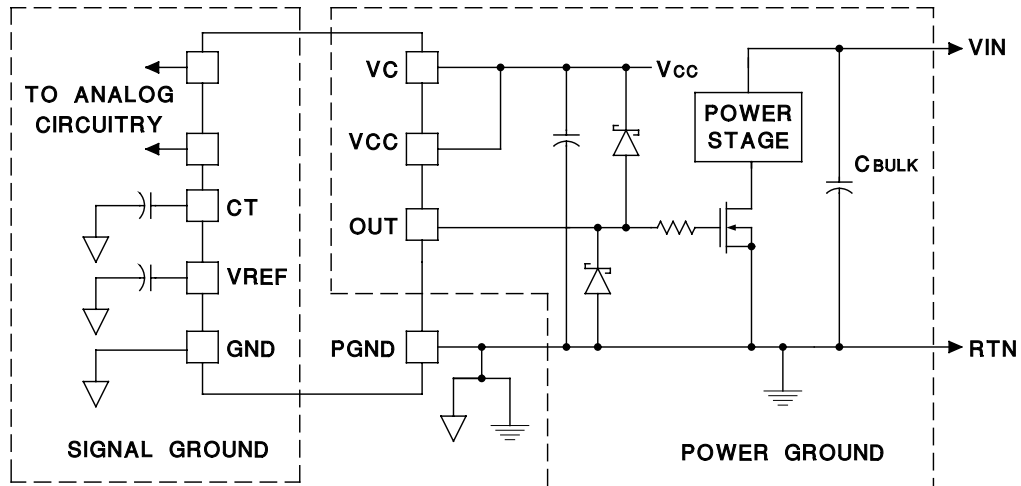 TO ANALOG
CIRCUITRY
CT
VREF
GND
SIGNAL GROUND
VC
VCC
OUT
PGND
VCC
POWER
STAGE
CBULK
VIN
RTN
POWER GROUND